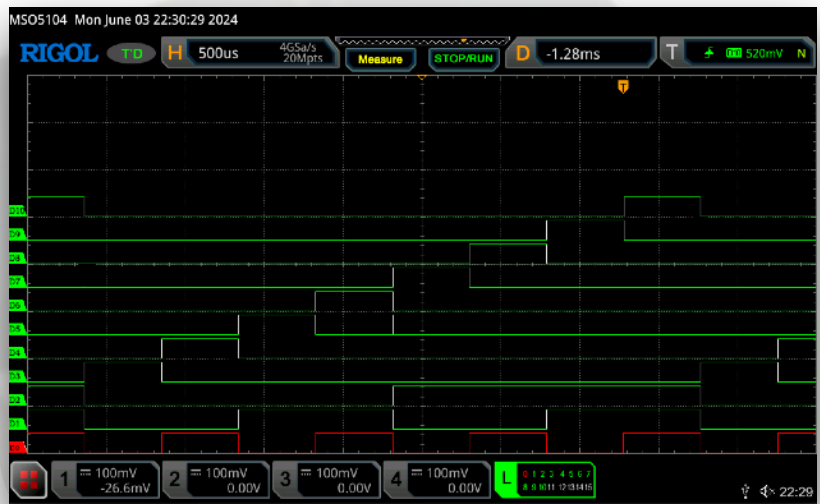 MSO5104 Mon June 03 22:30:29 2024
RIGOL T'D H 500us 4GSa/s 20Mpts Measure STOP/RUN D -1.28ms T D10 520mV N
T
D10
D9
D8
D7
D6
D5
D4
D3
D2
D1
D0
1 100mV -26.6mV 2 100mV 0.00V 3 100mV 0.00V 4 100mV 0.00V L 0 1 2 3 4 5 6 7 8 9 10 11 12 13 14 15
22:29